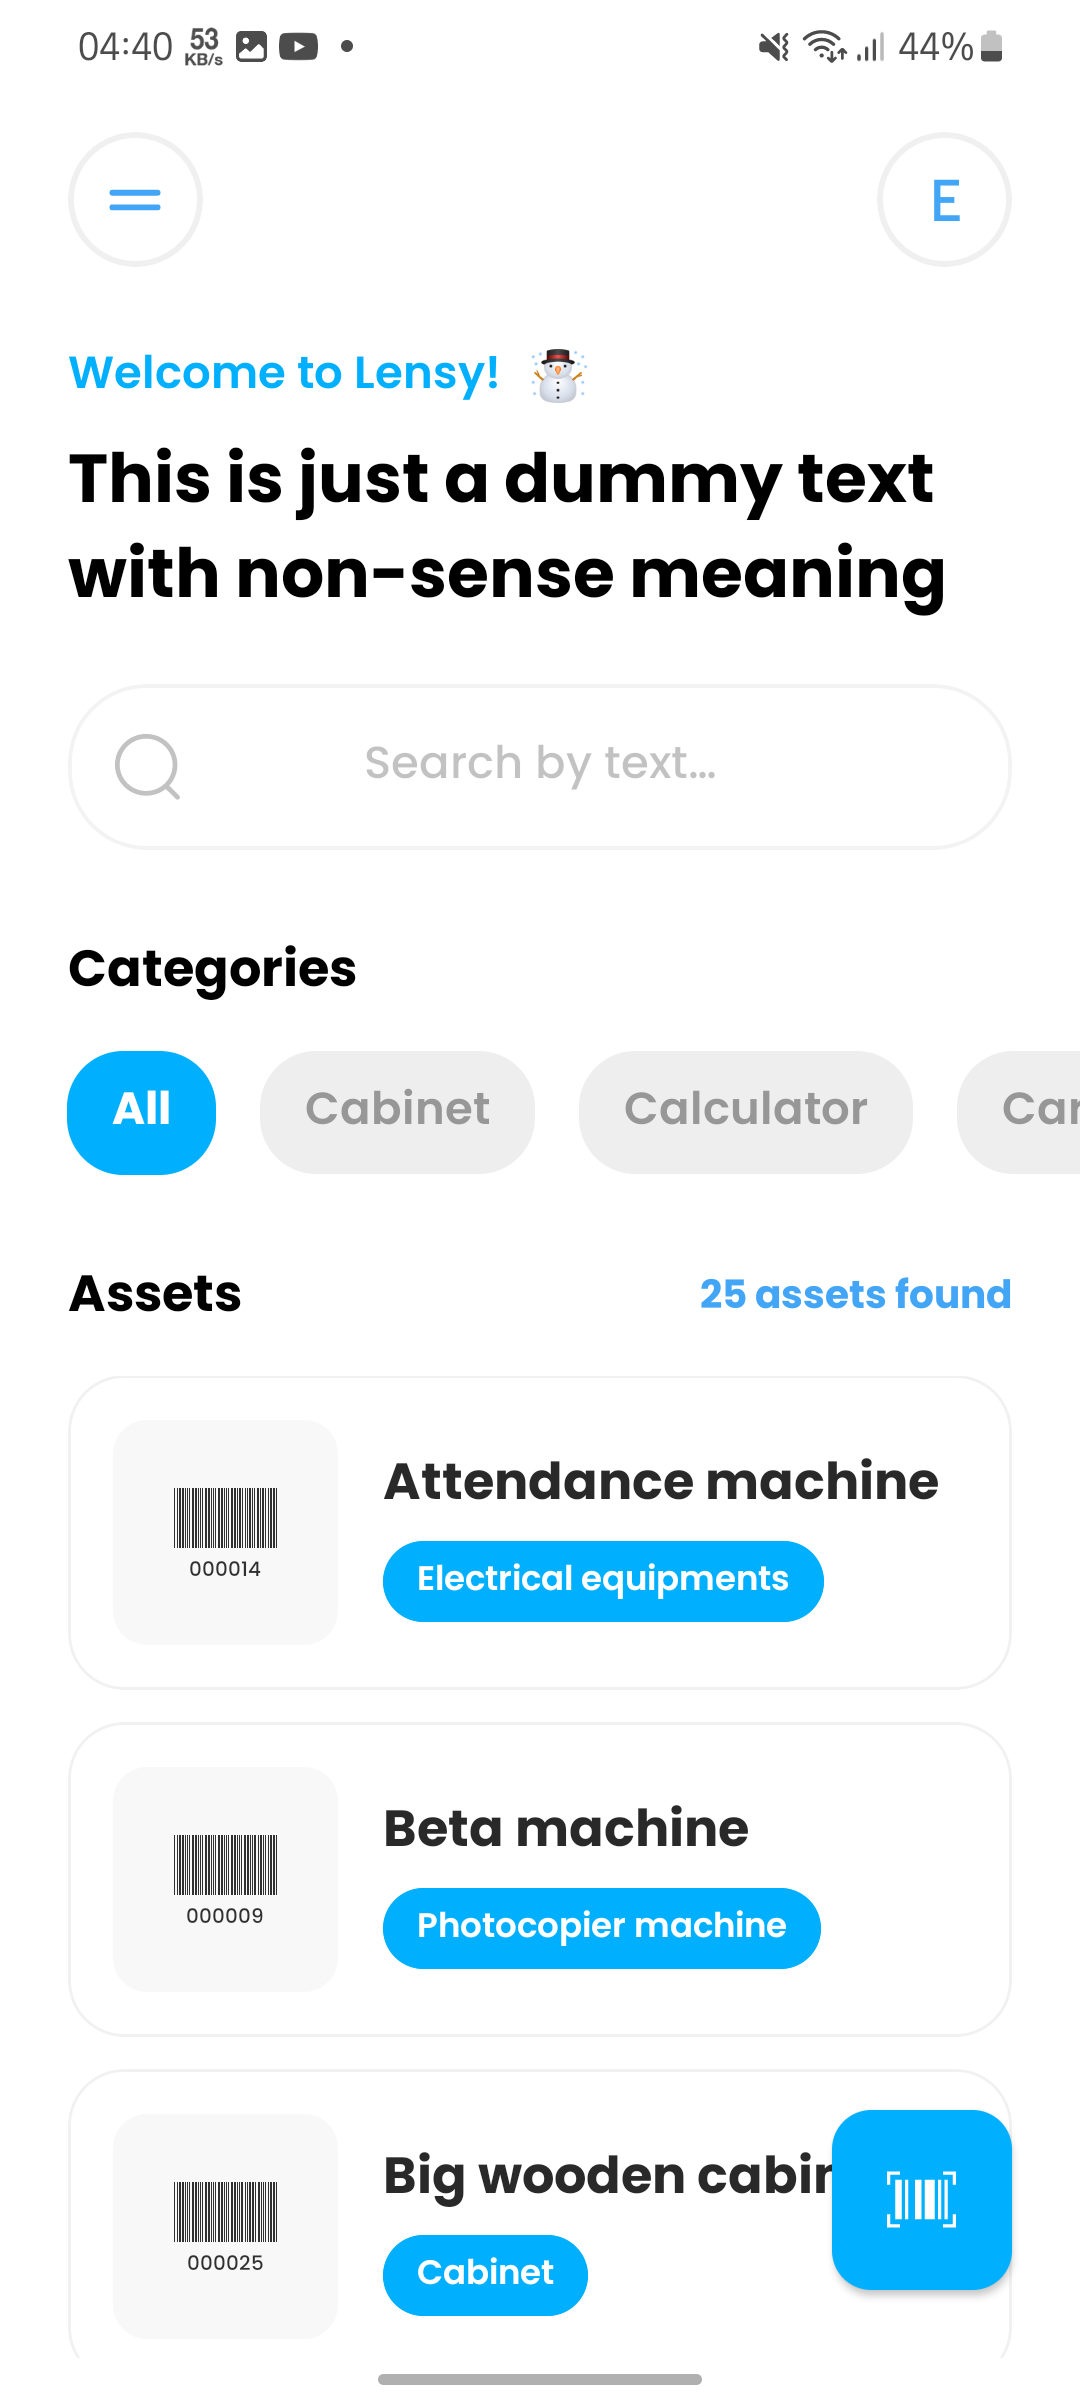 04:40 53 KB/s 44%
E
Welcome to Lensy! ☃️
This is just a dummy text
with non-sense meaning
Search by text...
Categories
All Cabinet Calculator Car
Assets 25 assets found
Attendance machine
000014
Electrical equipments
Beta machine
000009
Photocopier machine
Big wooden cabin
000025
Cabinet